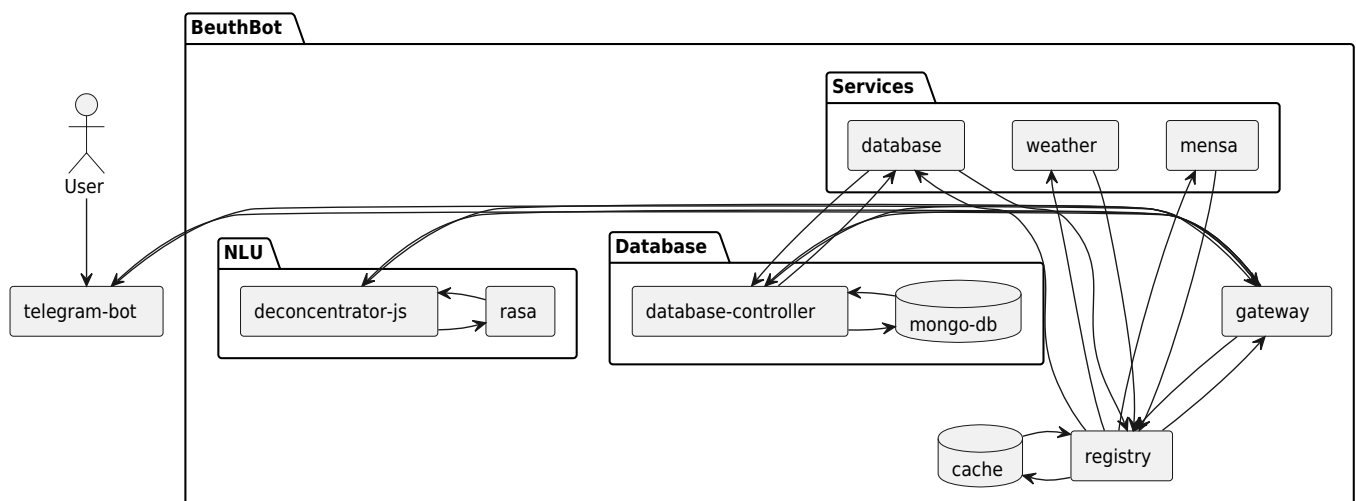 BeuthBot
Services
database
weather
mensa
User
NLU
Database
telegram-bot
deconcentrator-js
rasa
database-controller
mongo-db
gateway
cache
registry